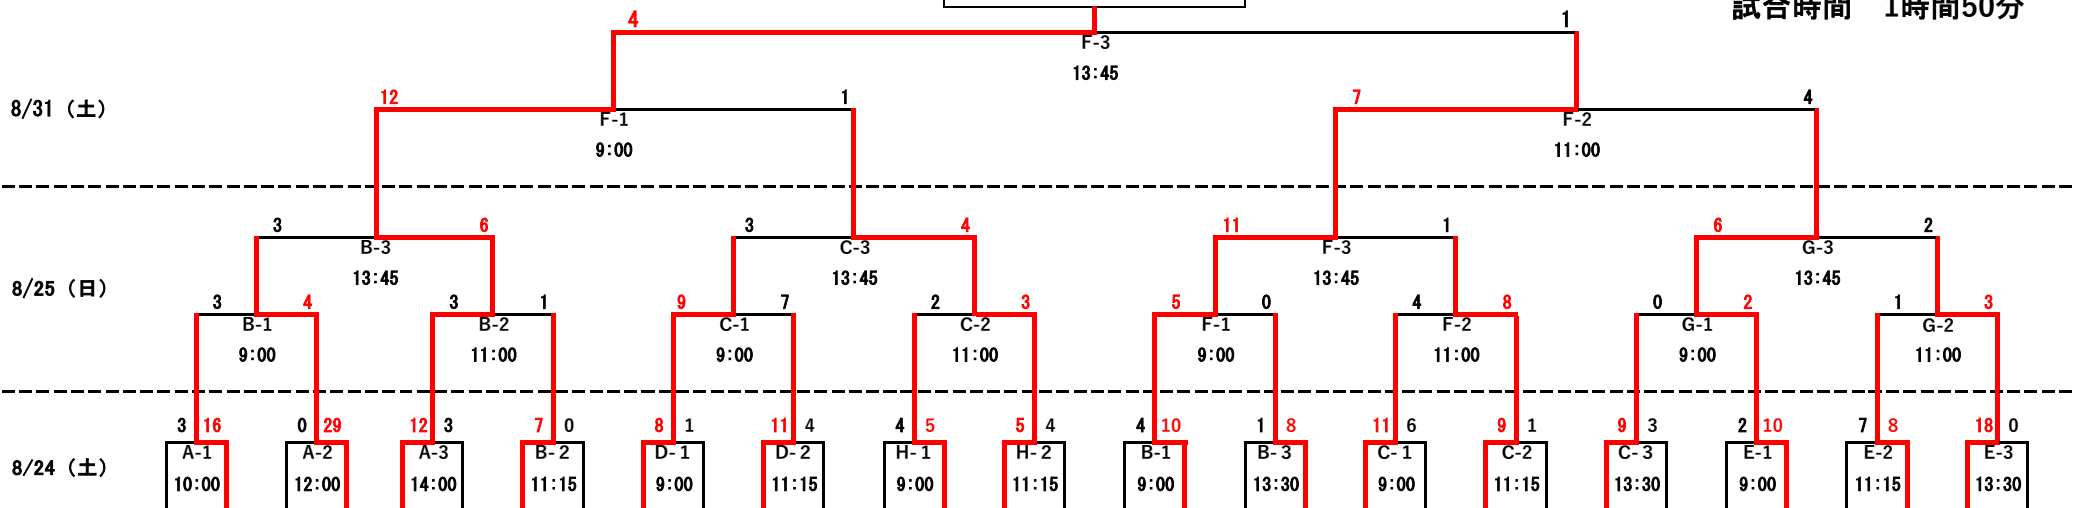 試合時間　1時間50分
4 1
F-3
13:45
8/31（土）
12 1 7 4
F-1 F-2
9:00 11:00
3 6 3 4 11 1 6 2
B-3 C-3 F-3 G-3
13:45 13:45 13:45 13:45
8/25（日）
3 4 3 1 9 7 2 3 5 0 4 8 0 2 1 3
B-1 B-2 C-1 C-2 F-1 F-2 G-1 G-2
9:00 11:00 9:00 11:00 9:00 11:00 9:00 11:00
3 16 0 29 12 3 7 0 8 1 11 4 4 5 5 4 4 10 1 8 11 6 9 1 9 3 2 10 7 8 18 0
8/24（土）
A-1 A-2 A-3 B-2 D-1 D-2 H-1 H-2 B-1 B-3 C-1 C-2 C-3 E-1 E-2 E-3
10:00 12:00 14:00 11:15 9:00 11:15 9:00 11:15 9:00 13:30 9:00 11:15 13:30 9:00 11:15 13:30